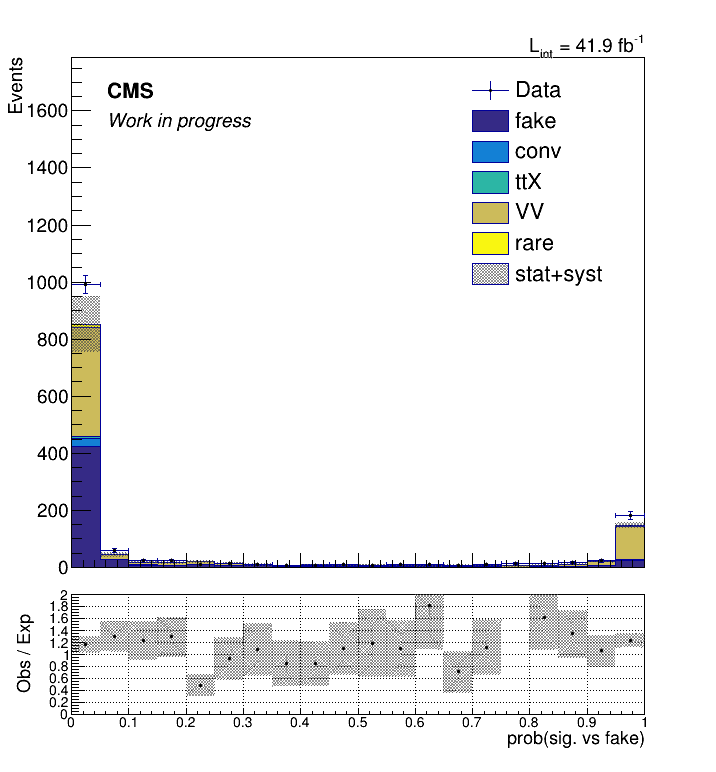 L_int = 41.9 fb^-1
Events
CMS
Work in progress
Data
fake
conv
ttX
VV
rare
stat+syst
1600
1400
1200
1000
800
600
400
200
0
Obs / Exp
2
1.8
1.6
1.4
1.2
1
0.8
0.6
0.4
0.2
0
0 0.1 0.2 0.3 0.4 0.5 0.6 0.7 0.8 0.9 1
prob(sig. vs fake)